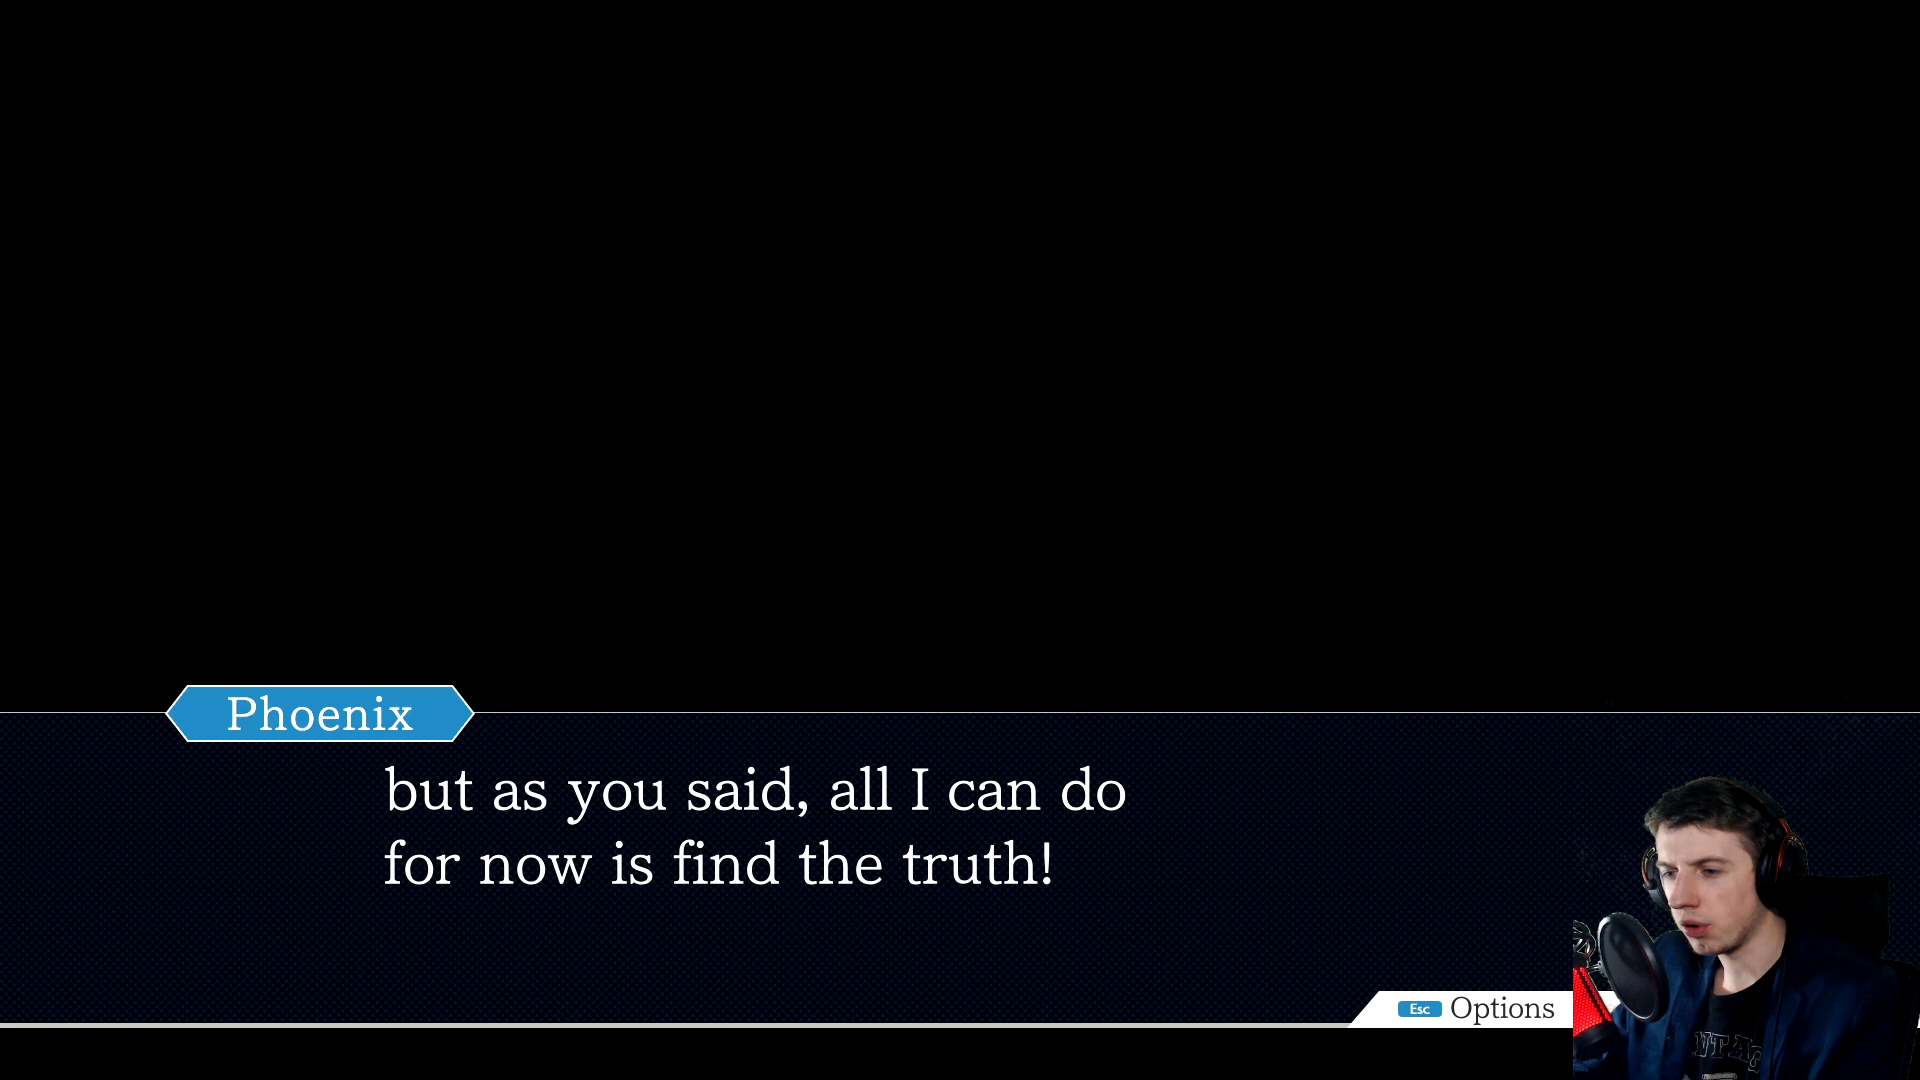 Phoenix
but as you said, all I can do
for now is find the truth!
Esc Options